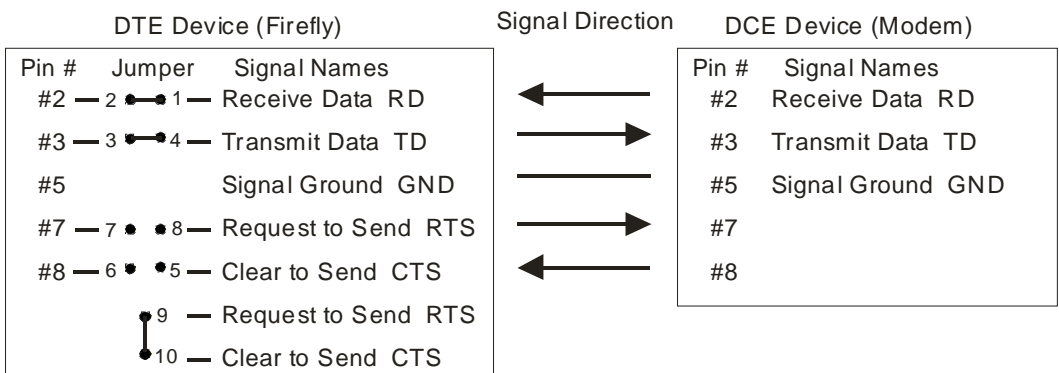 DTE Device (Firefly) Signal Direction DCE Device (Modem)
Pin # Jumper Signal Names Pin # Signal Names
#2 2 1 Receive Data RD #2 Receive Data RD
#3 3 4 Transmit Data TD #3 Transmit Data TD
#5 Signal Ground GND #5 Signal Ground GND
#7 7 8 Request to Send RTS #7
#8 6 5 Clear to Send CTS #8
9 Request to Send RTS
10 Clear to Send CTS